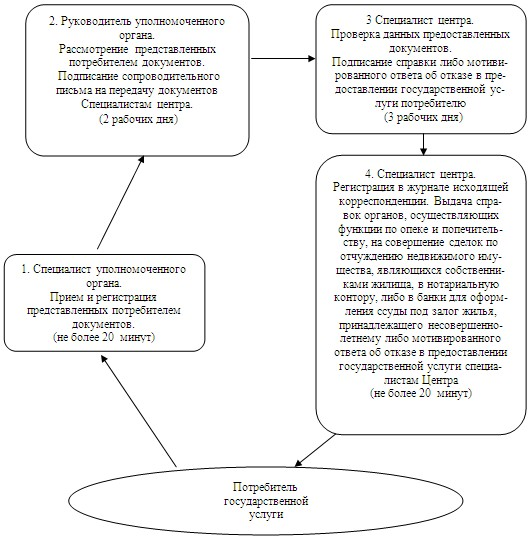 2. Руководитель уполномоченного
органа.
Рассмотрение представленных
потребителем документов.
Подписание сопроводительного
письма на передачу документов
Специалистам центра.
(2 рабочих дня)
3 Специалист центра.
Проверка данных предоставленных
документов.
Подписание справки либо мотиви-
рованного ответа об отказе в пре-
доставлении государственной ус-
луги потребителю
(3 рабочих дня)
4. Специалист центра.
Регистрация в журнале исходящей
корреспонденции. Выдача спра-
вок органов, осуществляющих
функции по опеке и попечитель-
ству, на совершение сделок по
отчуждению недвижимого иму-
щества, являющихся собственни-
ками жилища, в нотариальную
контору, либо в банки для оформ-
ления ссуды под залог жилья,
принадлежащего несовершенно-
летнему либо мотивированного
ответа об отказе в предоставлении
государственной услуги специа-
листам Центра
(не более 20 минут)
1. Специалист уполномоченного
органа.
Прием и регистрация
представленных потребителем
документов.
(не более 20 минут)
Потребитель
государственной
услуги